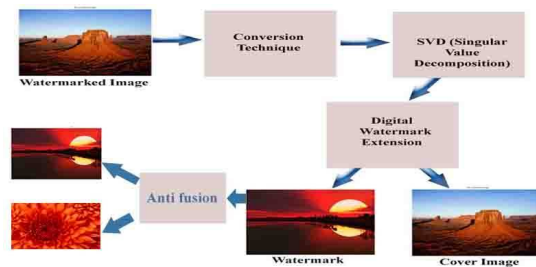 Conversion
Technique
SVD (Singular
Value
Decomposition)
Watermarked Image
Digital
Watermark
Extension
Anti fusion
Watermark
Cover Image